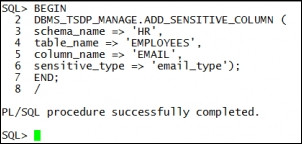 SQL> BEGIN
2 DBMS_TSDP_MANAGE.ADD_SENSITIVE_COLUMN (
3 schema_name => 'HR',
4 table_name => 'EMPLOYEES',
5 column_name => 'EMAIL',
6 sensitive_type => 'email_type');
7 END;
8 /
PL/SQL procedure successfully completed.
SQL>